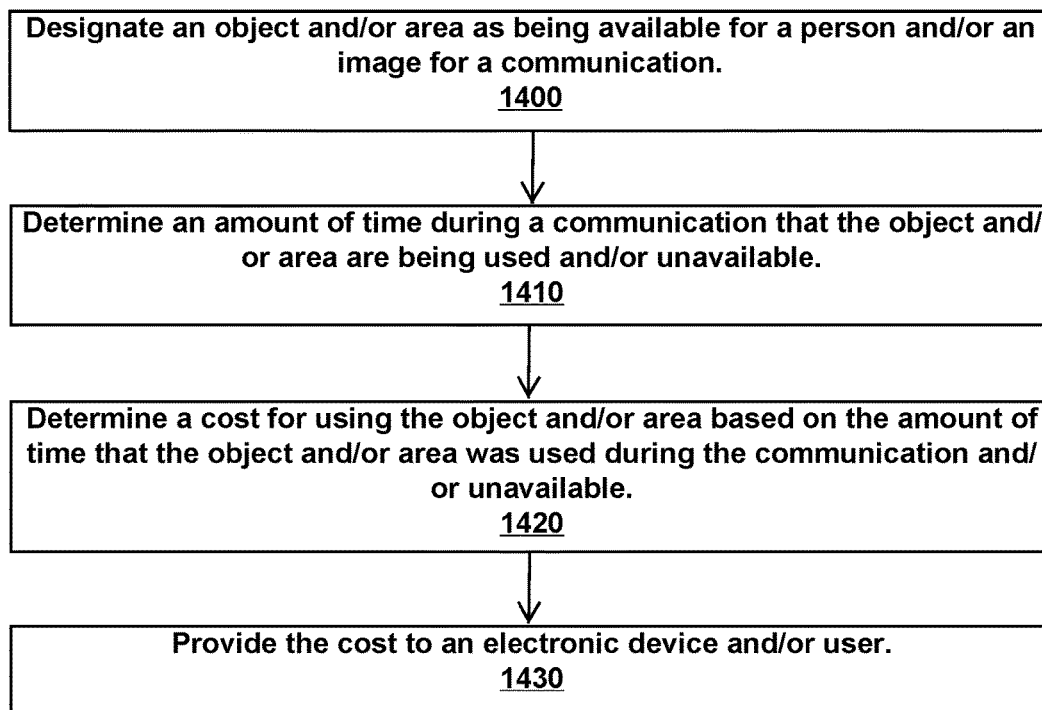 Designate an object and/or area as being available for a person and/or an
image for a communication.
1400
Determine an amount of time during a communication that the object and/
or area are being used and/or unavailable.
1410
Determine a cost for using the object and/or area based on the amount of
time that the object and/or area was used during the communication and/
or unavailable.
1420
Provide the cost to an electronic device and/or user.
1430